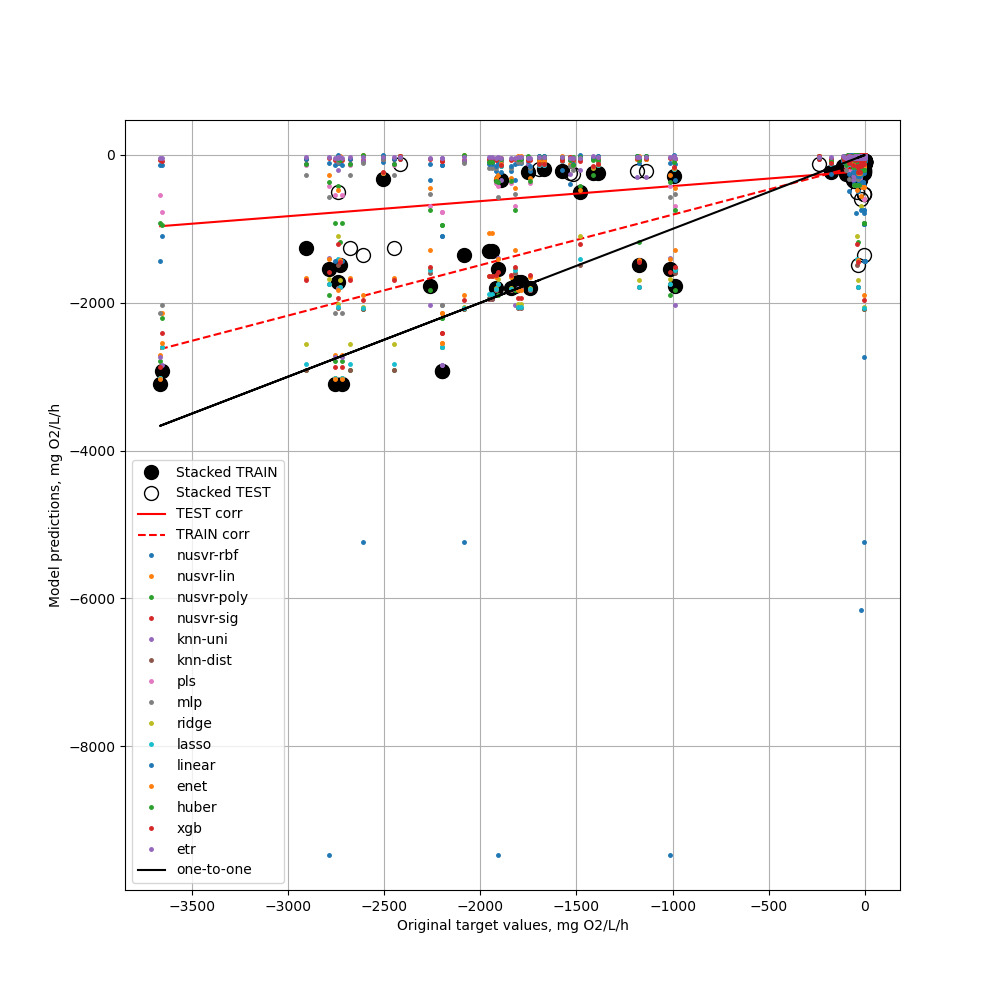 0
−2000
−4000
−6000
−8000
Model predictions, mg O2/L/h
Stacked TRAIN
Stacked TEST
TEST corr
TRAIN corr
nusvr-rbf
nusvr-lin
nusvr-poly
nusvr-sig
knn-uni
knn-dist
pls
mlp
ridge
lasso
linear
enet
huber
xgb
etr
one-to-one
−3500 −3000 −2500 −2000 −1500 −1000 −500 0
Original target values, mg O2/L/h